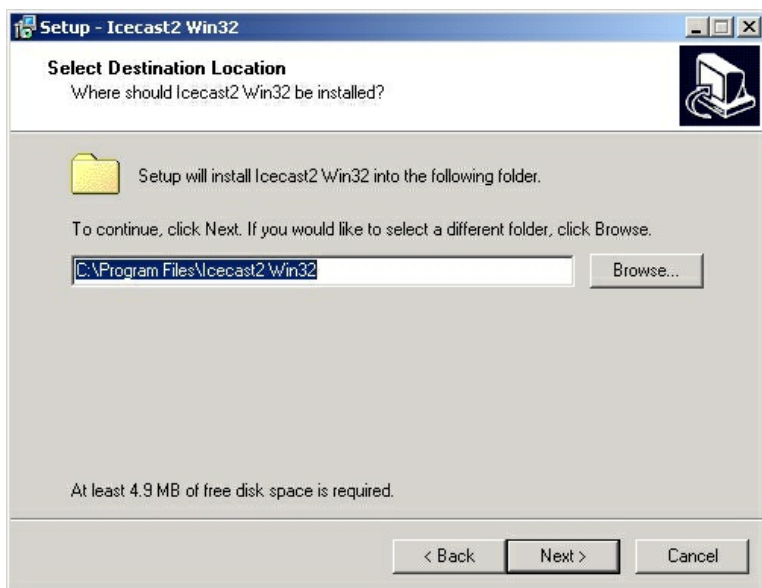 Setup - Icecast2 Win32
Select Destination Location
Where should Icecast2 Win32 be installed?
Setup will install Icecast2 Win32 into the following folder.
To continue, click Next. If you would like to select a different folder, click Browse.
C:\Program Files\Icecast2 Win32
Browse...
At least 4.9 MB of free disk space is required.
< Back
Next >
Cancel